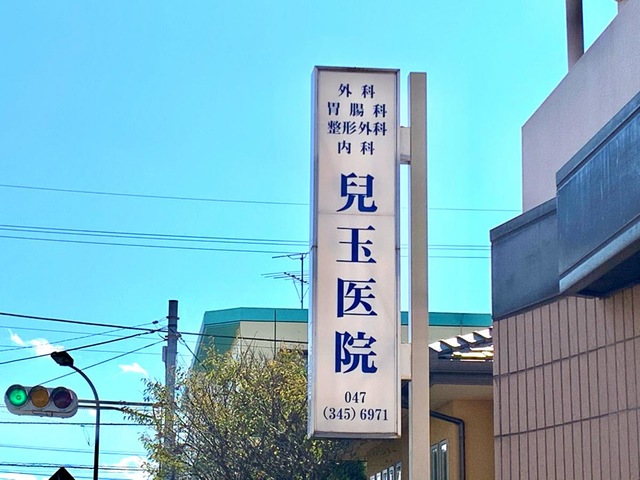 外科
胃腸科
整形外科
内科
兒玉医院
047
(345)6971